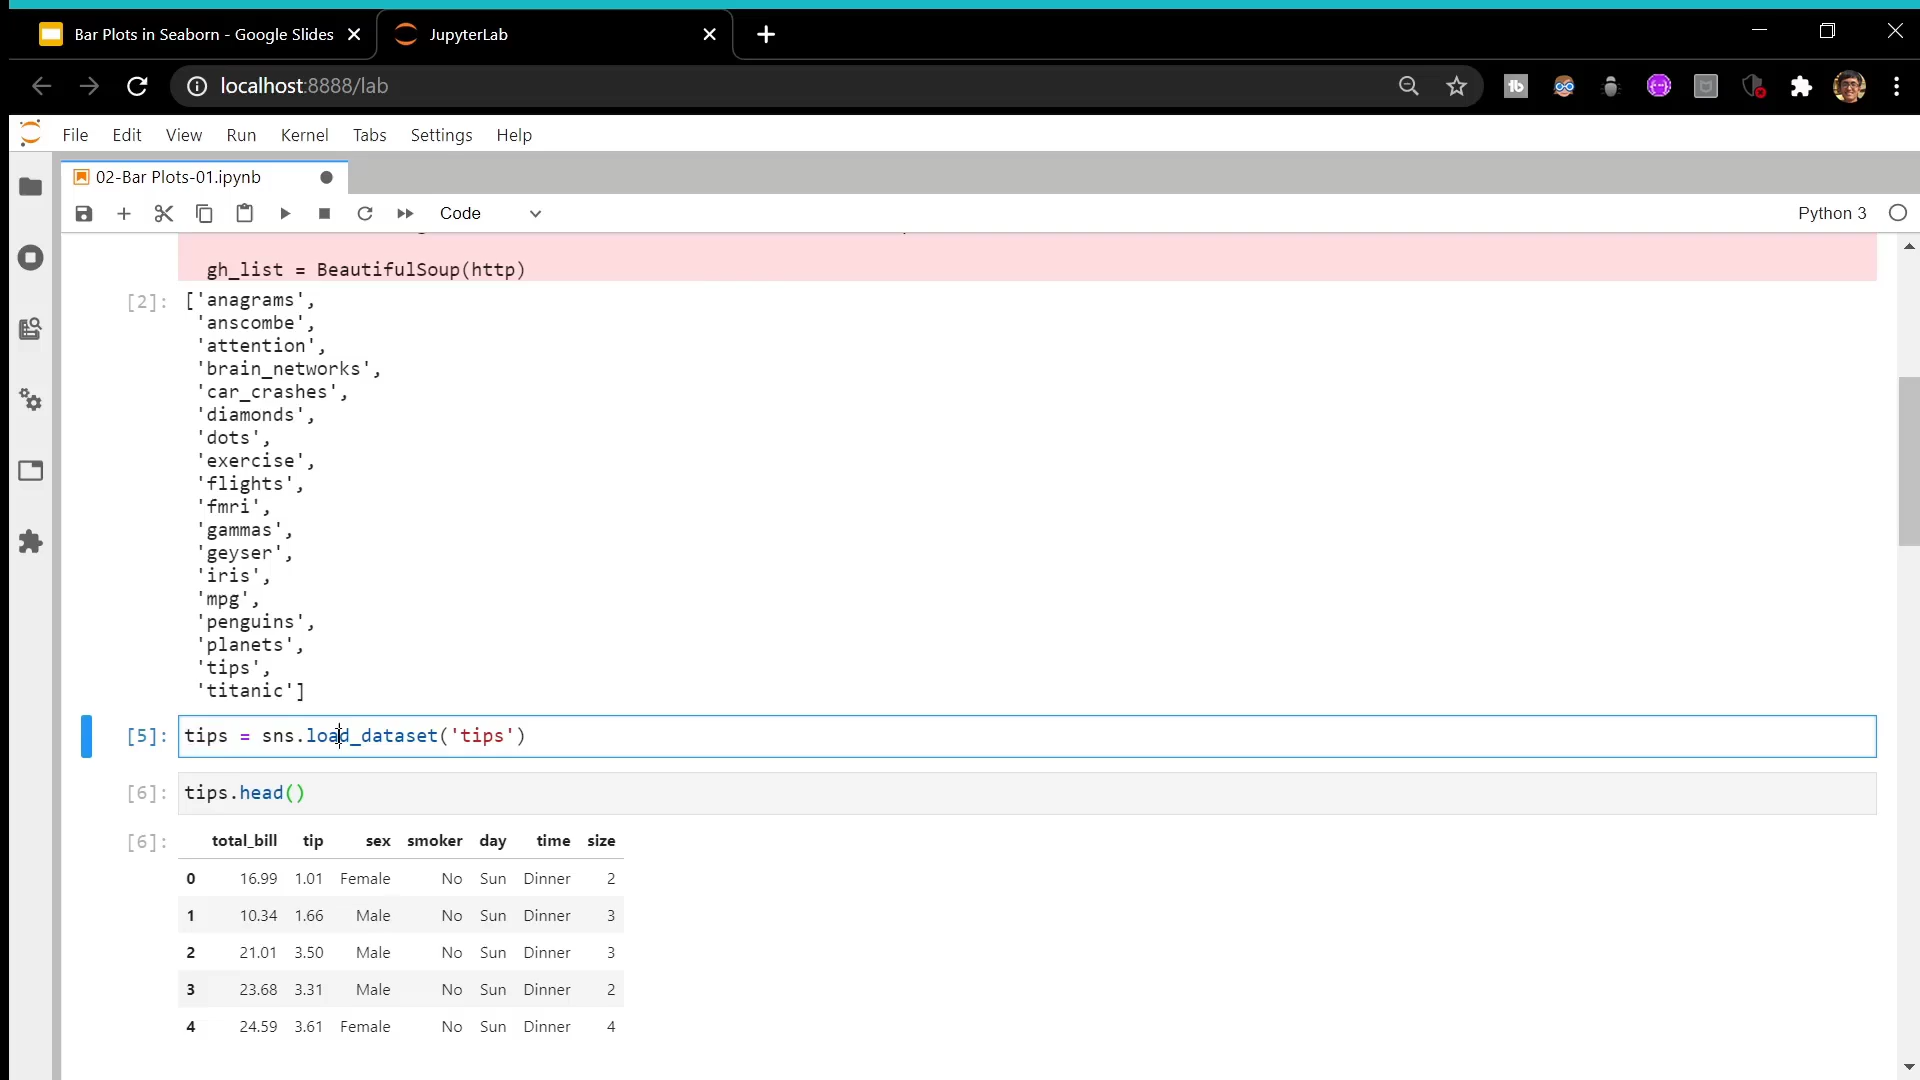 Bar Plots in Seaborn - Google Slides
JupyterLab
localhost:8888/lab
File Edit View Run Kernel Tabs Settings Help
02-Bar Plots-01.ipynb
Code
Python 3
gh_list = BeautifulSoup(http)
[2]: ['anagrams',
'anscombe',
'attention',
'brain_networks',
'car_crashes',
'diamonds',
'dots',
'exercise',
'flights',
'fmri',
'gammas',
'geyser',
'iris',
'mpg',
'penguins',
'planets',
'tips',
'titanic']
[5]: tips = sns.load_dataset('tips')
[6]: tips.head()
[6]: total_bill tip sex smoker day time size
0 16.99 1.01 Female No Sun Dinner 2
1 10.34 1.66 Male No Sun Dinner 3
2 21.01 3.50 Male No Sun Dinner 3
3 23.68 3.31 Male No Sun Dinner 2
4 24.59 3.61 Female No Sun Dinner 4